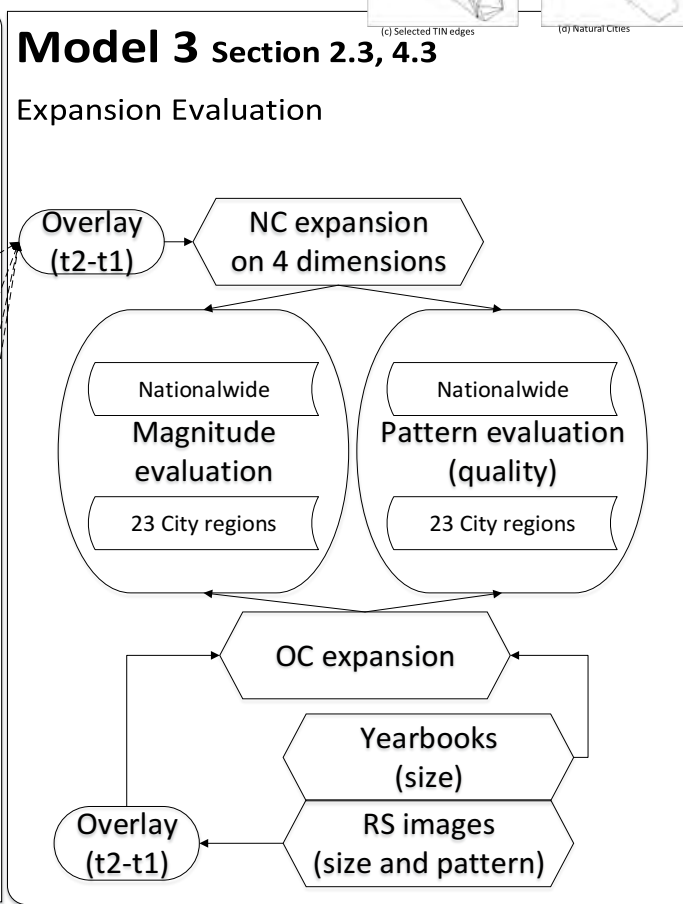 (c) Selected TIN edges
(d) Natural Cities
Model 3 Section 2.3, 4.3
Expansion Evaluation
Overlay
(t2-t1)
NC expansion
on 4 dimensions
Nationalwide
Magnitude
evaluation
23 City regions
Nationalwide
Pattern evaluation
(quality)
23 City regions
OC expansion
Yearbooks
(size)
RS images
(size and pattern)
Overlay
(t2-t1)